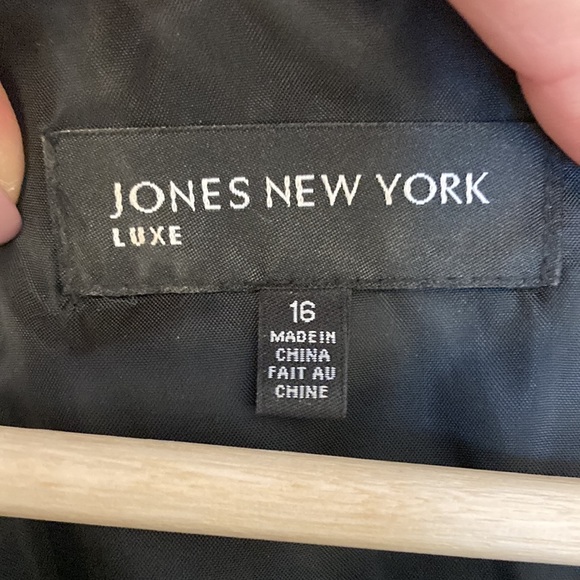 JONES NEW YORK
LUXE
16
MADE IN
CHINA
FAIT AU
CHINE